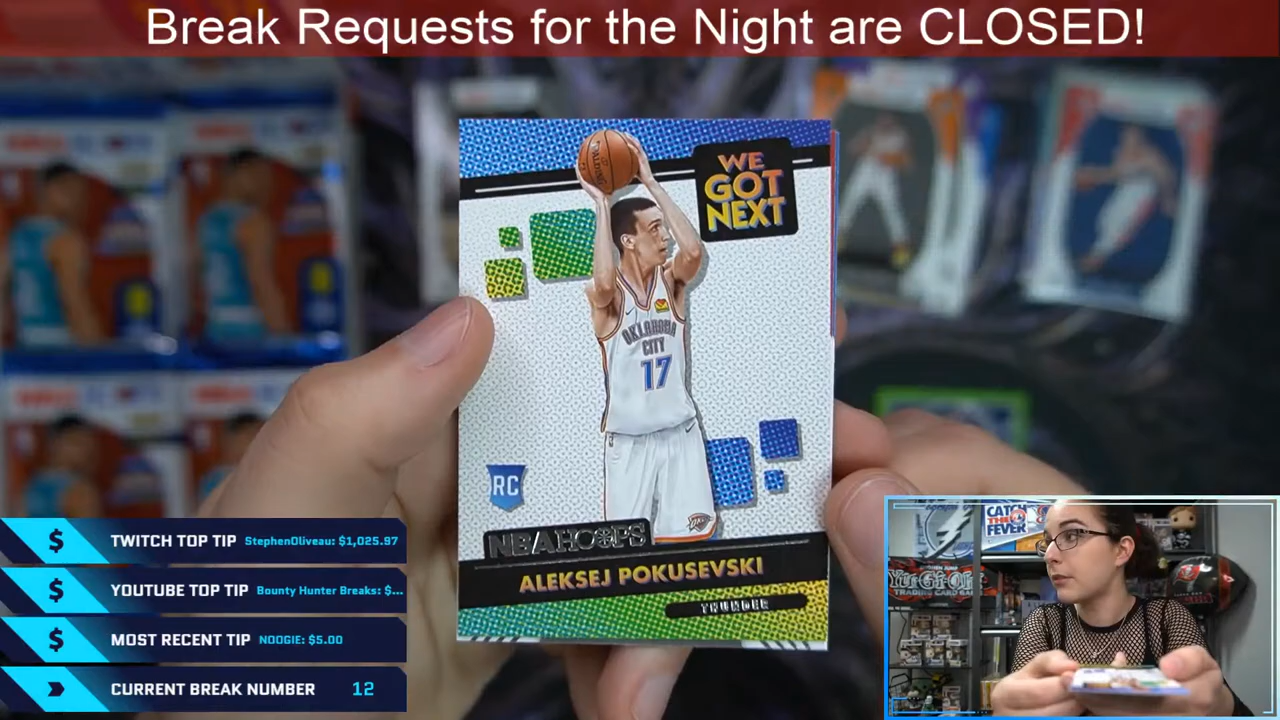 Break Requests for the Night are CLOSED!
WE
GOT
NEXT
SPALDING
OKLAHOMA
CITY
17
RC
NBA HOOPS
ALEKSEJ POKUSEVSKI
THUNDER
TWITCH TOP TIP StephenOliveau: $1,025.97
YOUTUBE TOP TIP Bounty Hunter Breaks: $...
MOST RECENT TIP NOOGIE: $5.00
CURRENT BREAK NUMBER 12
CATCH
THE
FEVER
Yu-Gi-Oh!
TRADING CARD GAME